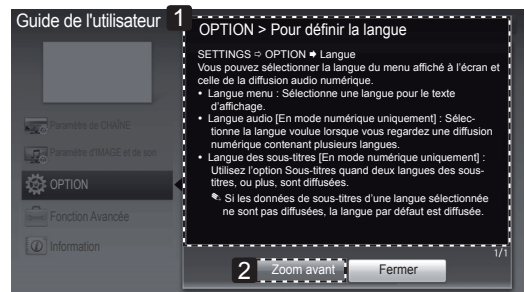 Guide de l'utilisateur
1
OPTION > Pour définir la langue
SETTINGS ⇨ OPTION ➡ Langue
Vous pouvez sélectionner la langue du menu affiché à l'écran et
celle de la diffusion audio numérique.
• Langue menu : Sélectionne une langue pour le texte
d'affichage.
• Langue audio [En mode numérique uniquement] : Sélec-
tionne la langue voulue lorsque vous regardez une diffusion
numérique contenant plusieurs langues.
• Langue des sous-titres [En mode numérique uniquement] :
Utilisez l'option Sous-titres quand deux langues des sous-
titres, ou plus, sont diffusées.
✎ Si les données de sous-titres d'une langue sélectionnée
ne sont pas diffusées, la langue par défaut est diffusée.
Paramètre de CHAÎNE
Paramètre d'IMAGE et de son
OPTION
Fonction Avancée
Information
1/1
2
Zoom avant
Fermer